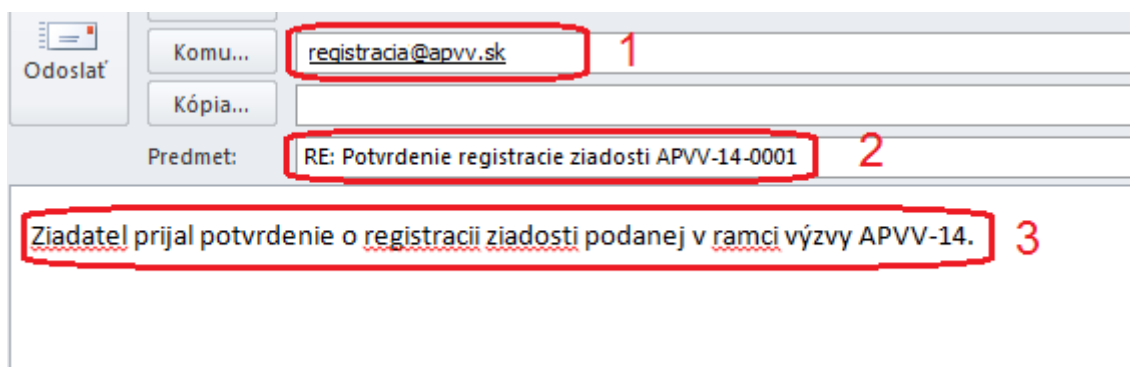 Komu... registracia@apvv.sk 1
Odoslať
Kópia...
Predmet: RE: Potvrdenie registracie ziadosti APVV-14-0001 2
Ziadatel prijal potvrdenie o registracii ziadosti podanej v ramci výzvy APVV-14. 3